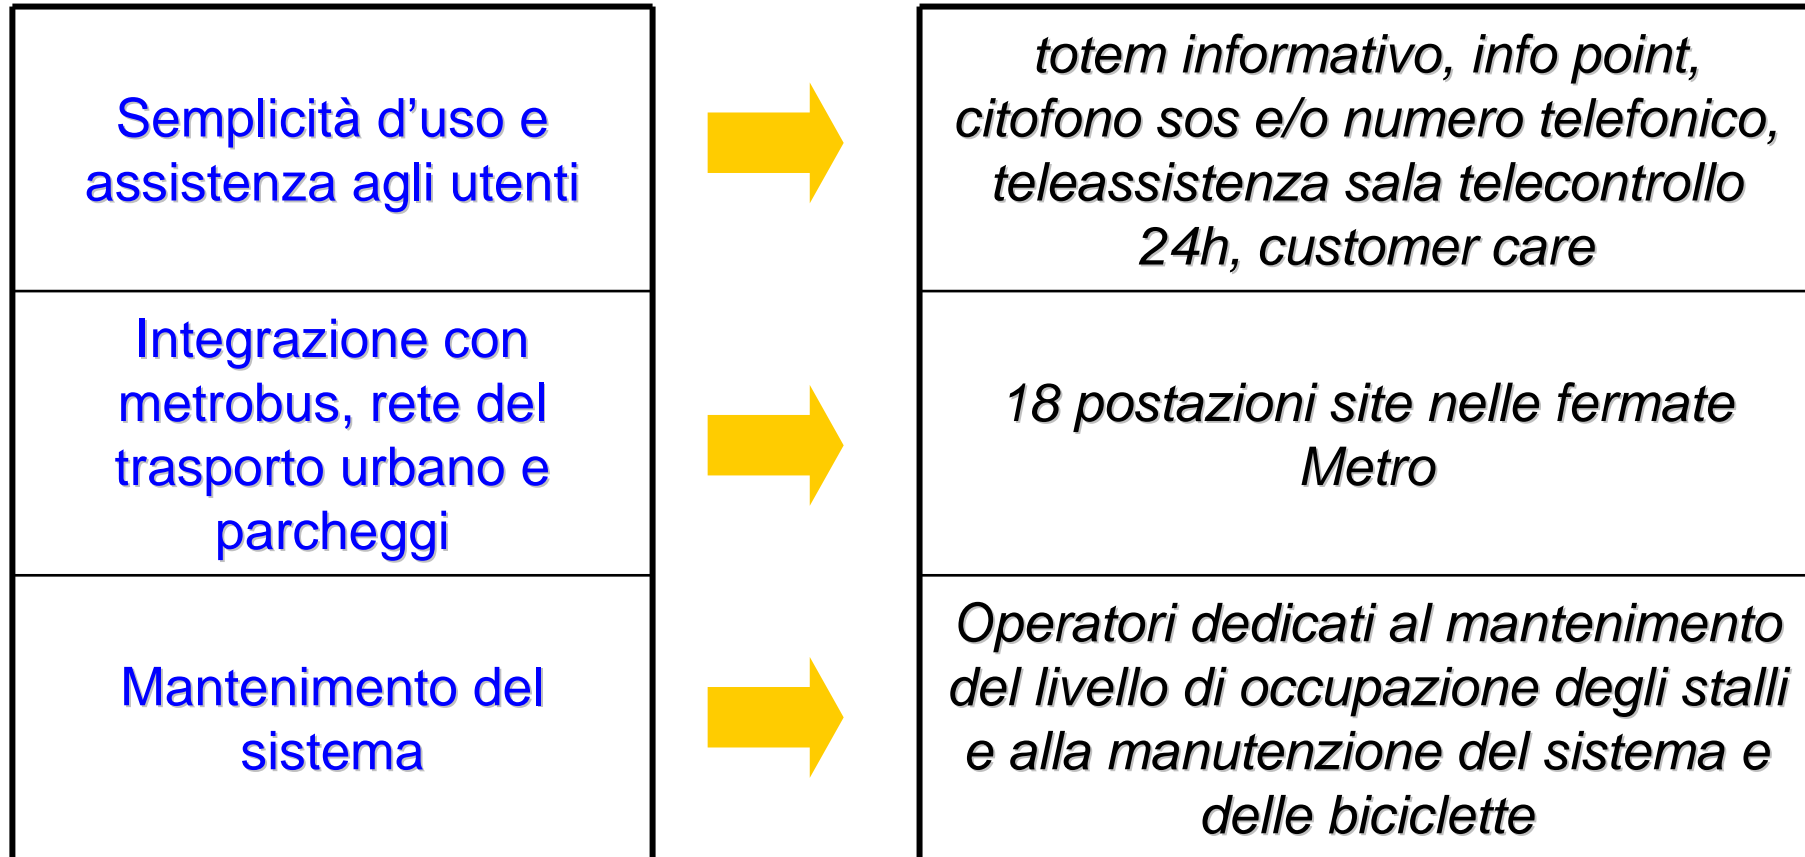 Semplicità d’uso e
assistenza agli utenti
totem informativo, info point,
citofono sos e/o numero telefonico,
teleassistenza sala telecontrollo
24h, customer care
Integrazione con
metrobus, rete del
trasporto urbano e
parcheggi
18 postazioni site nelle fermate
Metro
Mantenimento del
sistema
Operatori dedicati al mantenimento
del livello di occupazione degli stalli
e alla manutenzione del sistema e
delle biciclette